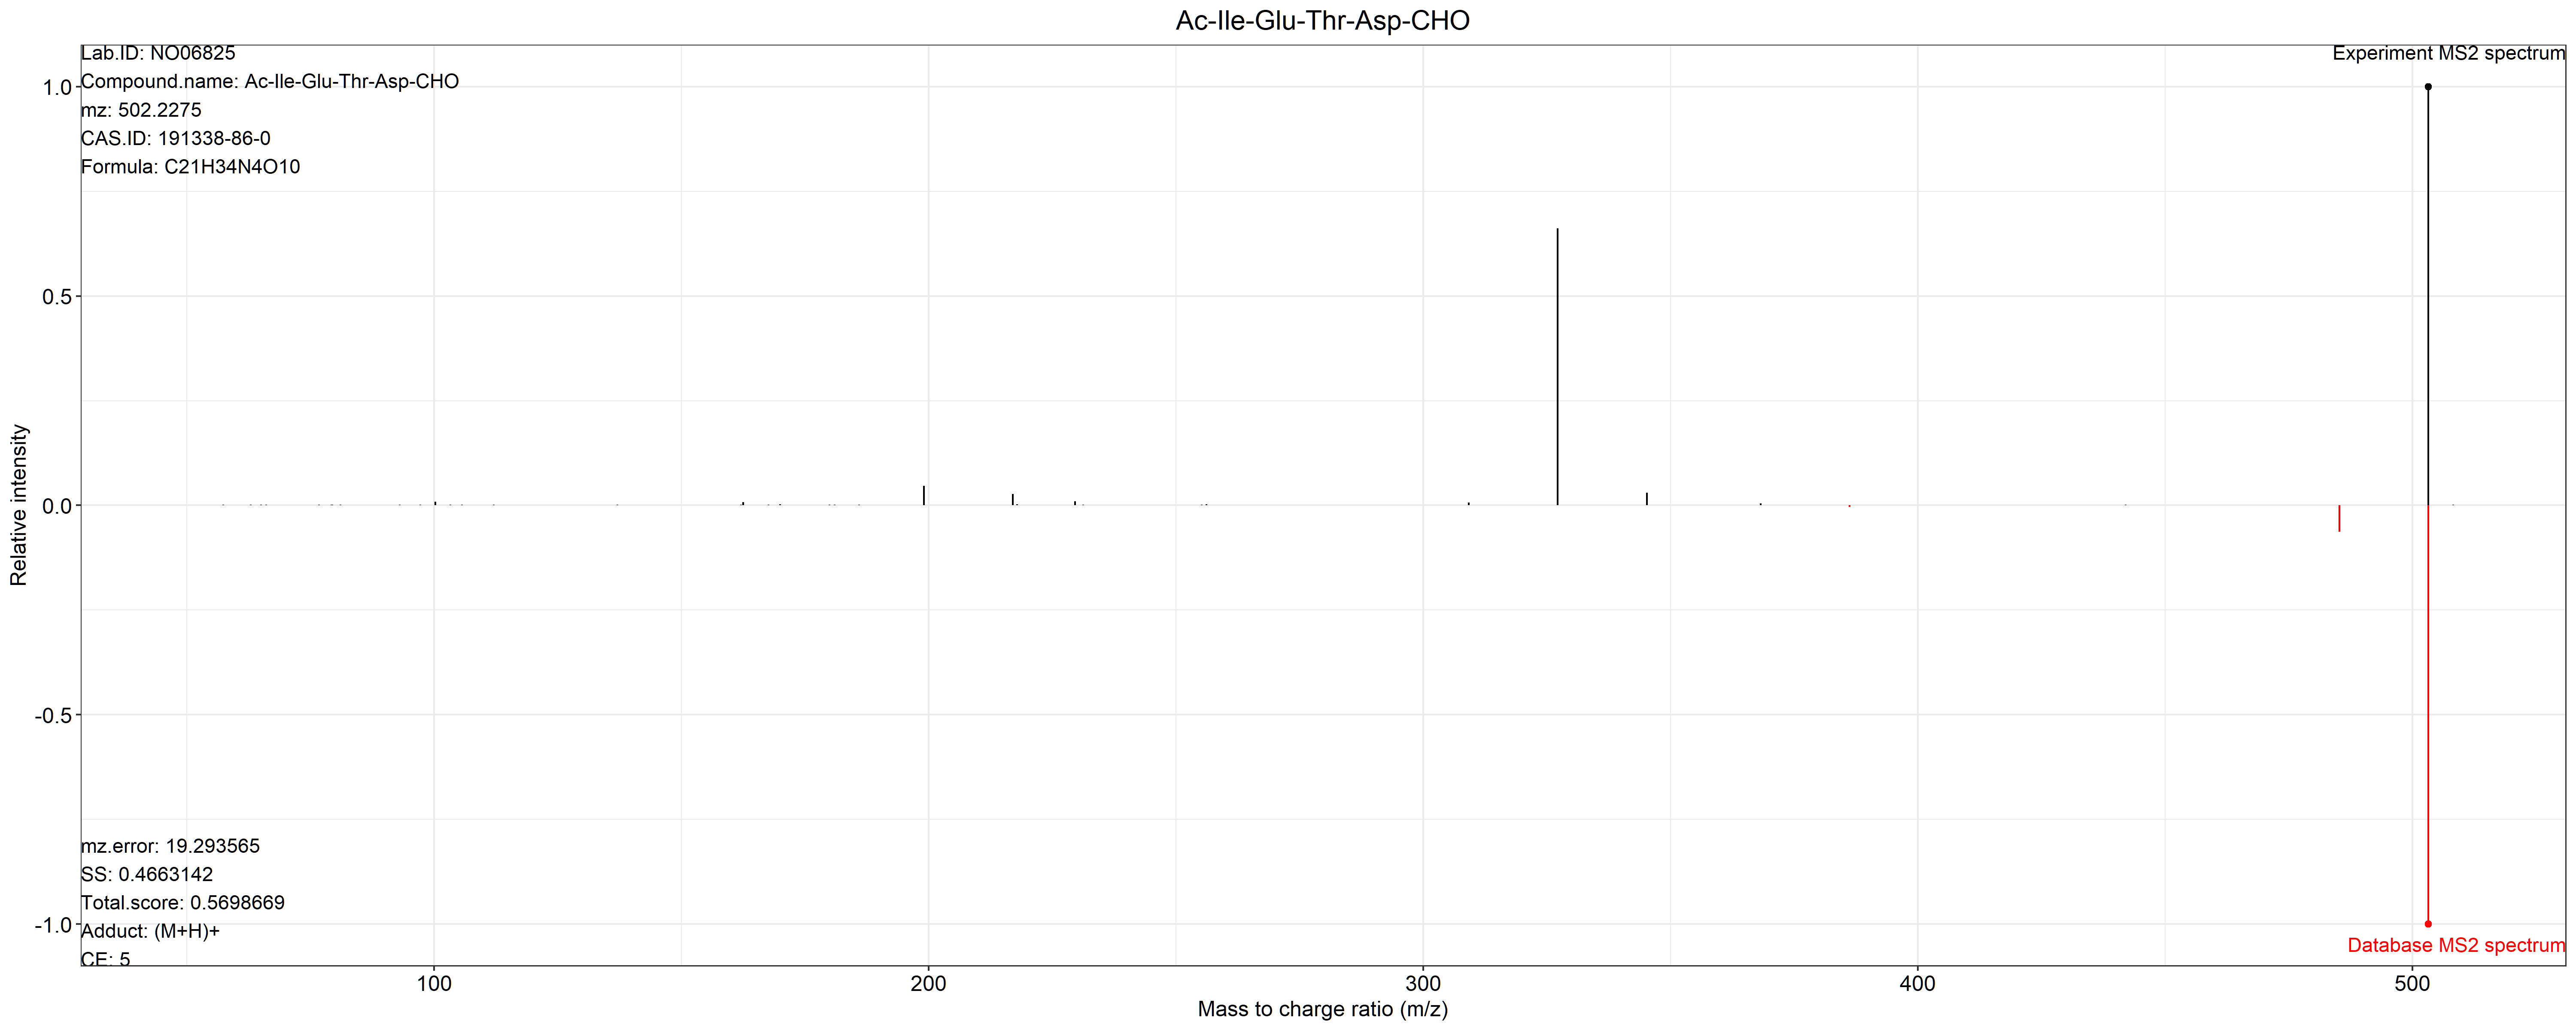 Ac-Ile-Glu-Thr-Asp-CHO
Lab.ID: NO06825
Experiment MS2 spectrum
Compound.name: Ac-Ile-Glu-Thr-Asp-CHO
mz: 502.2275
CAS.ID: 191338-86-0
Formula: C21H34N4O10
1.0
0.5
0.0
-0.5
-1.0
Relative intensity
mz.error: 19.293565
SS: 0.4663142
Total.score: 0.5698669
Adduct: (M+H)+
CE: 5
Database MS2 spectrum
100 200 300 400 500
Mass to charge ratio (m/z)